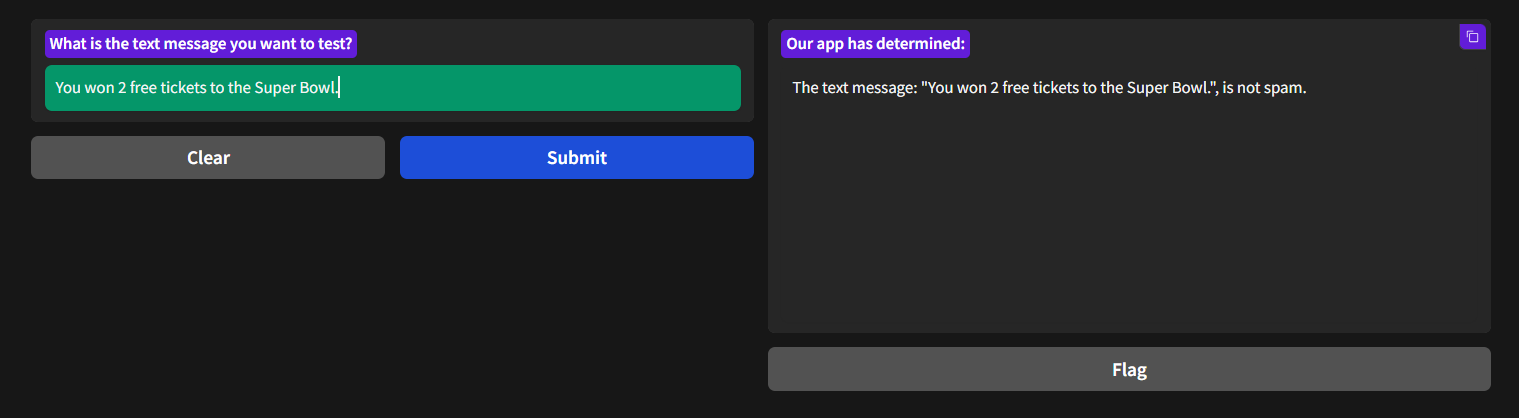 What is the text message you want to test?
You won 2 free tickets to the Super Bowl.
Clear
Submit
Our app has determined:
The text message: "You won 2 free tickets to the Super Bowl.", is not spam.
Flag